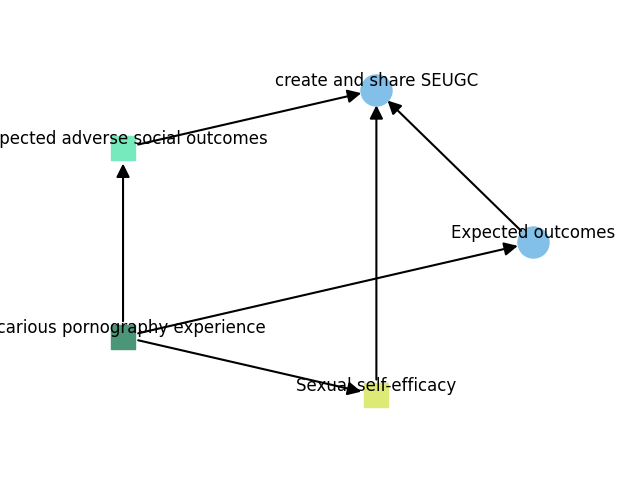 create and share SEUGC
pected adverse social outcomes
Expected outcomes
carious pornography experience
Sexual self-efficacy